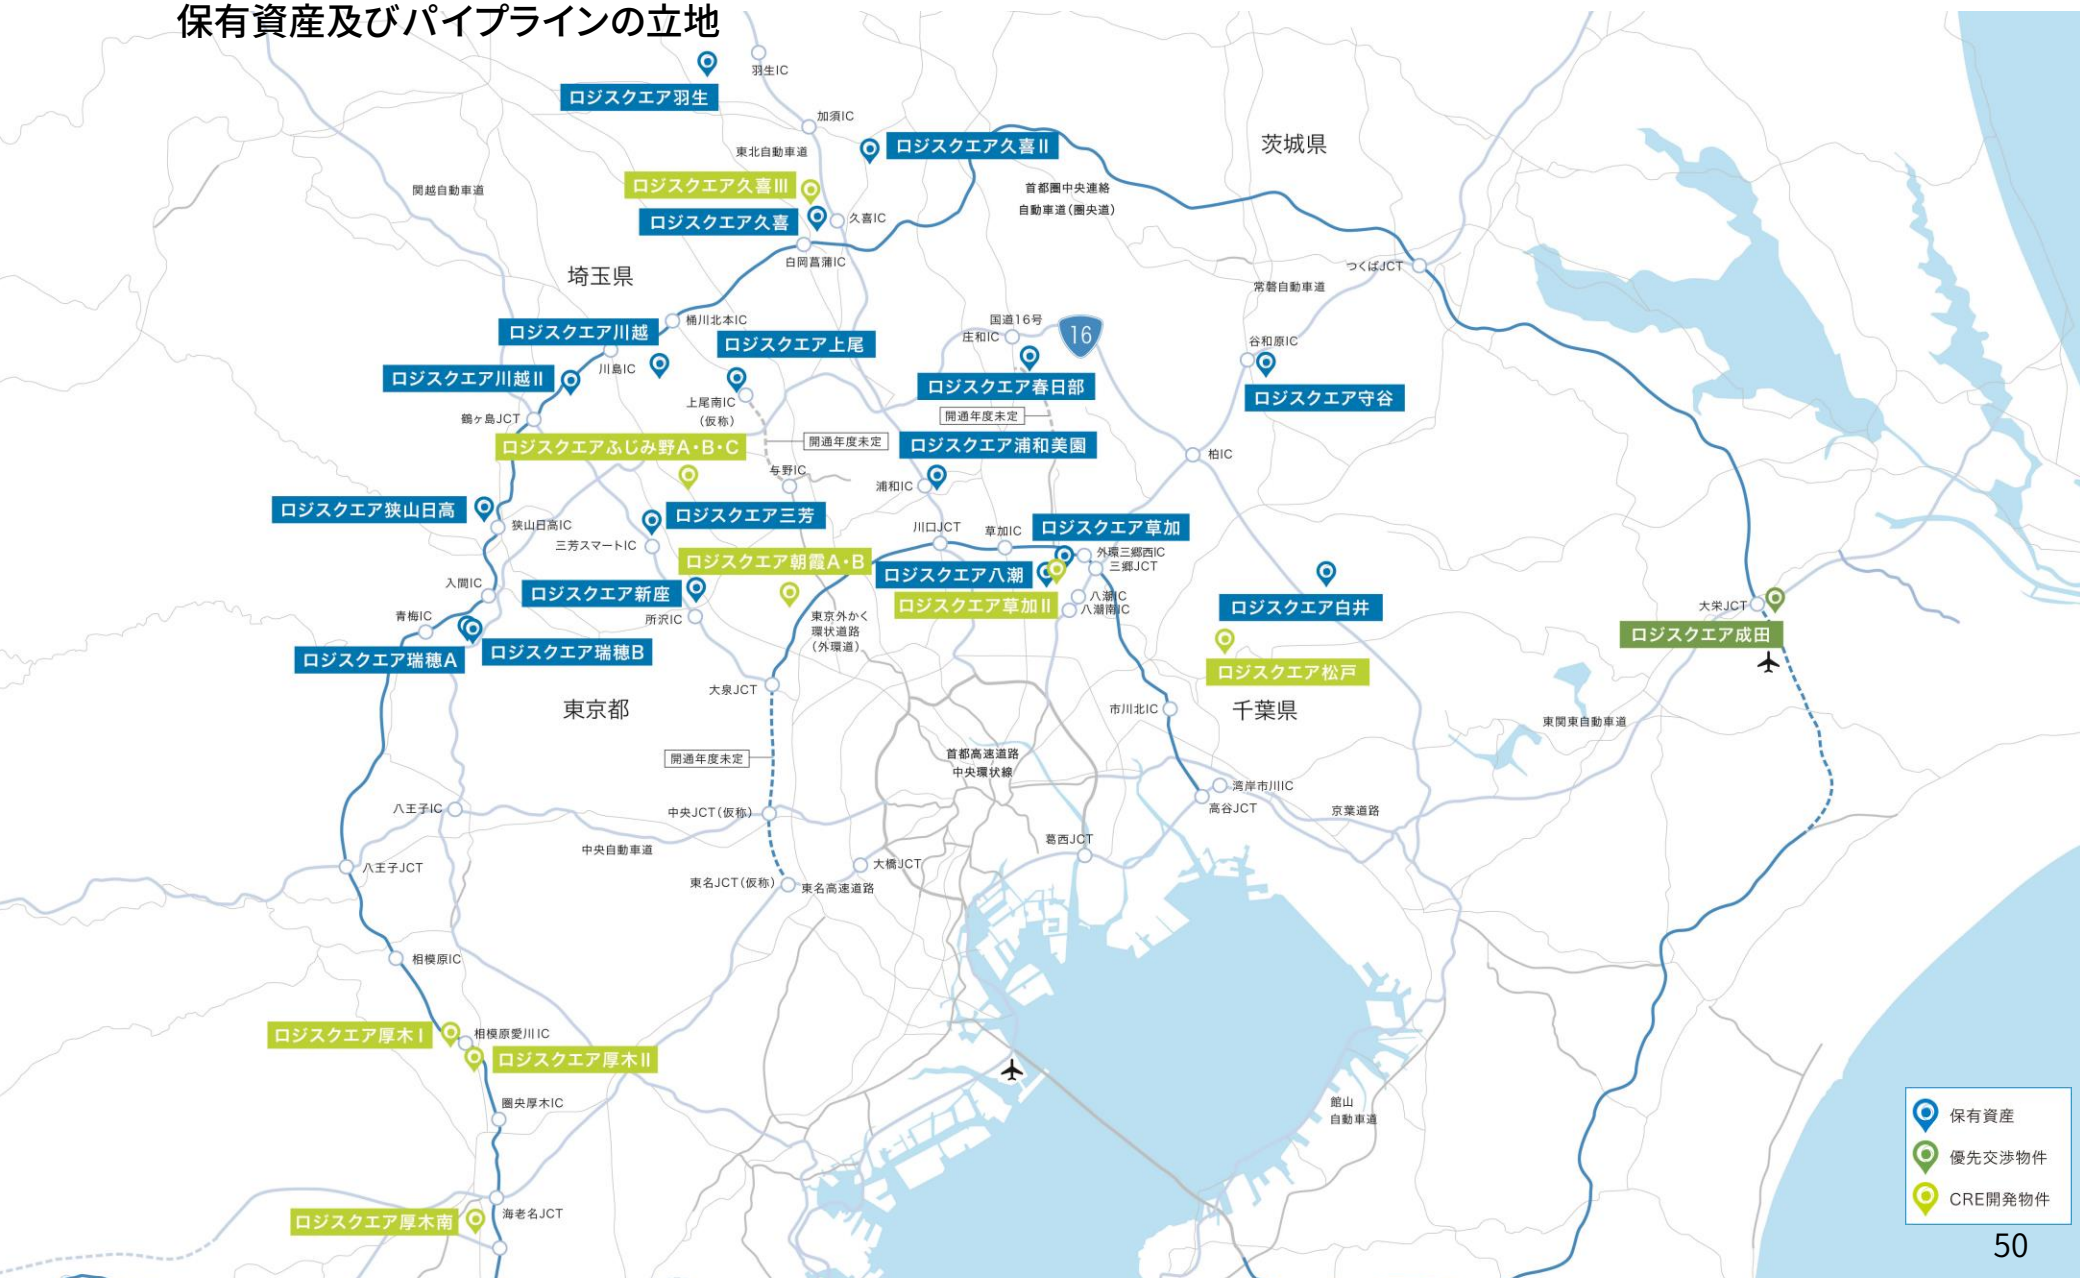 保有資産及びパイプラインの立地
羽生IC
ロジスクエア羽生
加須IC
東北自動車道
ロジスクエア久喜Ⅱ
茨城県
関越自動車道
ロジスクエア久喜Ⅲ
首都圏中央連絡
自動車道(圏央道)
ロジスクエア久喜
久喜IC
白岡菖蒲IC
埼玉県
つくばJCT
常磐自動車道
桶川北本IC
国道16号
庄和IC
16
ロジスクエア川越
ロジスクエア上尾
谷和原IC
川島IC
ロジスクエア川越Ⅱ
ロジスクエア春日部
ロジスクエア守谷
上尾南IC
(仮称)
開通年度未定
鶴ヶ島JCT
ロジスクエアふじみ野A・B・C
開通年度未定
ロジスクエア浦和美園
柏IC
与野IC
浦和IC
ロジスクエア狭山日高
ロジスクエア三芳
狭山日高IC
川口JCT
草加IC
ロジスクエア草加
三芳スマートIC
外環三郷西IC
三郷JCT
ロジスクエア朝霞A・B
ロジスクエア八潮
入間IC
ロジスクエア新座
八潮IC
八潮南IC
ロジスクエア草加Ⅱ
ロジスクエア白井
大栄JCT
青梅IC
所沢IC
東京外かく
環状道路
(外環道)
ロジスクエア成田
ロジスクエア瑞穂A
ロジスクエア瑞穂B
ロジスクエア松戸
大泉JCT
東京都
市川北IC
千葉県
東関東自動車道
開通年度未定
首都高速道路
中央環状線
湾岸市川IC
高谷JCT
京葉道路
八王子IC
中央JCT(仮称)
葛西JCT
中央自動車道
八王子JCT
大橋JCT
東名JCT(仮称)
東名高速道路
相模原IC
ロジスクエア厚木Ⅰ
相模原愛川IC
ロジスクエア厚木Ⅱ
圏央厚木IC
館山
自動車道
保有資産
優先交渉物件
CRE開発物件
海老名JCT
ロジスクエア厚木南
50